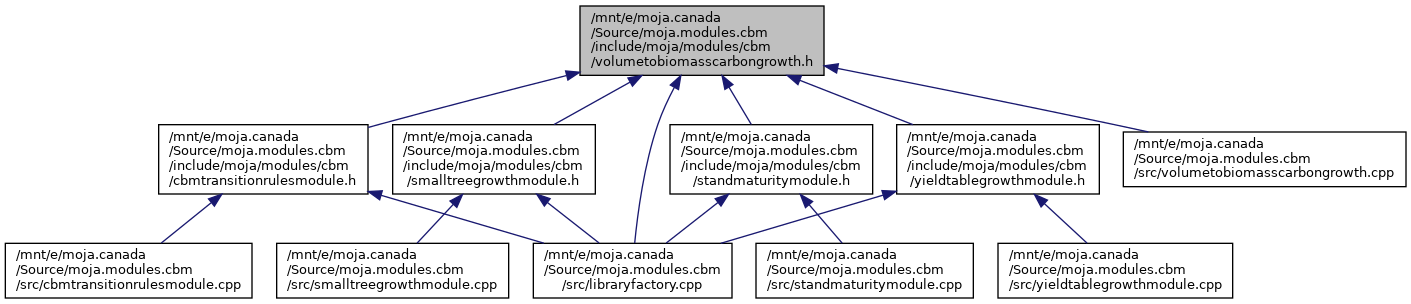 /mnt/e/moja.canada
/Source/moja.modules.cbm
/include/moja/modules/cbm
/volumetobiomasscarbongrowth.h
/mnt/e/moja.canada
/Source/moja.modules.cbm
/include/moja/modules/cbm
/cbmtransitionrulesmodule.h
/mnt/e/moja.canada
/Source/moja.modules.cbm
/include/moja/modules/cbm
/smalltreegrowthmodule.h
/mnt/e/moja.canada
/Source/moja.modules.cbm
/include/moja/modules/cbm
/standmaturitymodule.h
/mnt/e/moja.canada
/Source/moja.modules.cbm
/include/moja/modules/cbm
/yieldtablegrowthmodule.h
/mnt/e/moja.canada
/Source/moja.modules.cbm
/src/volumetobiomasscarbongrowth.cpp
/mnt/e/moja.canada
/Source/moja.modules.cbm
/src/cbmtransitionrulesmodule.cpp
/mnt/e/moja.canada
/Source/moja.modules.cbm
/src/smalltreegrowthmodule.cpp
/mnt/e/moja.canada
/Source/moja.modules.cbm
/src/libraryfactory.cpp
/mnt/e/moja.canada
/Source/moja.modules.cbm
/src/standmaturitymodule.cpp
/mnt/e/moja.canada
/Source/moja.modules.cbm
/src/yieldtablegrowthmodule.cpp